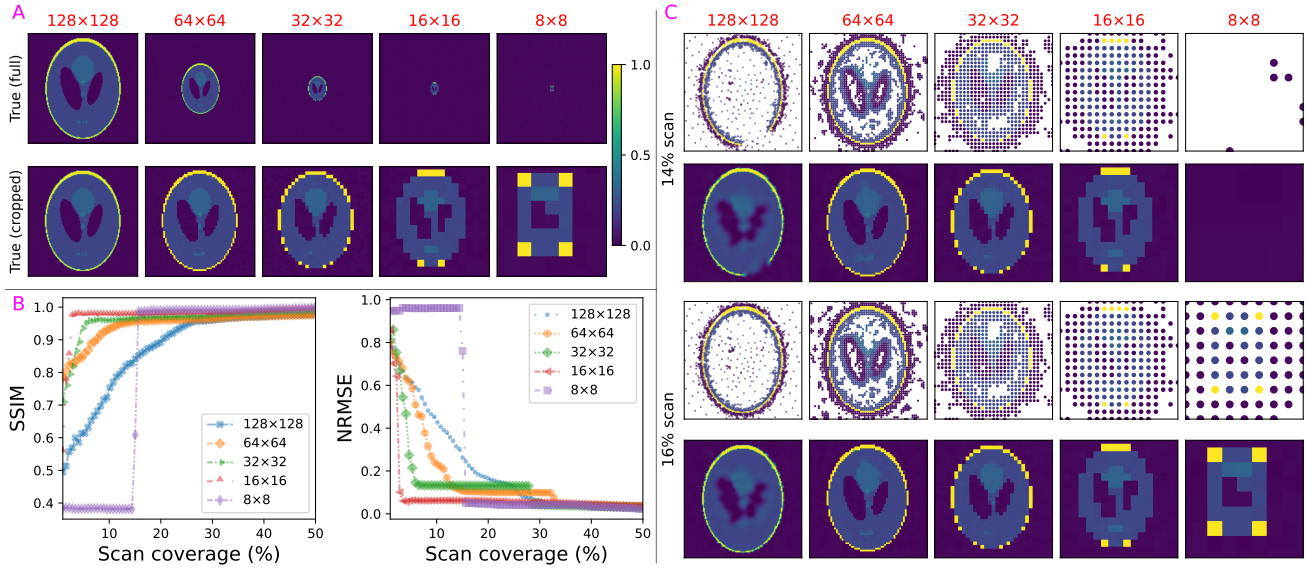 A
128×128 64×64 32×32 16×16 8×8
True (full)
True (cropped)
1.0
0.5
0.0
B
SSIM
1.0
0.9
0.8
0.7
0.6
0.5
0.4
10 20 30 40 50
Scan coverage (%)
128×128
64×64
32×32
16×16
8×8
NRMSE
1.0
0.8
0.6
0.4
0.2
0.0
10 20 30 40 50
Scan coverage (%)
128×128
64×64
32×32
16×16
8×8
C
128×128 64×64 32×32 16×16 8×8
14% scan
16% scan